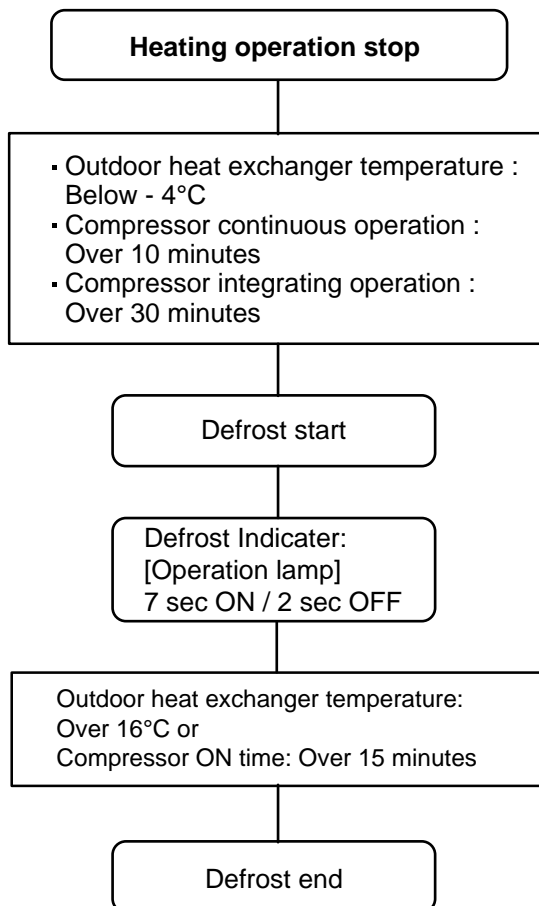 Heating operation stop
▪ Outdoor heat exchanger temperature :
Below - 4°C
▪ Compressor continuous operation :
Over 10 minutes
▪ Compressor integrating operation :
Over 30 minutes
Defrost start
Defrost Indicater:
[Operation lamp]
7 sec ON / 2 sec OFF
Outdoor heat exchanger temperature:
Over 16°C or
Compressor ON time: Over 15 minutes
Defrost end